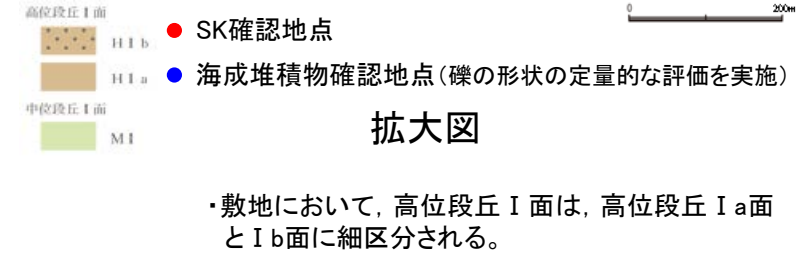 高位段丘Ⅰ面
HⅠb
HⅠa
中位段丘Ⅰ面
MⅠ
SK確認地点
海成堆積物確認地点（礫の形状の定量的な評価を実施）
0 200m
拡大図
・敷地において，高位段丘Ⅰ面は，高位段丘Ⅰa面
とⅠb面に細区分される。